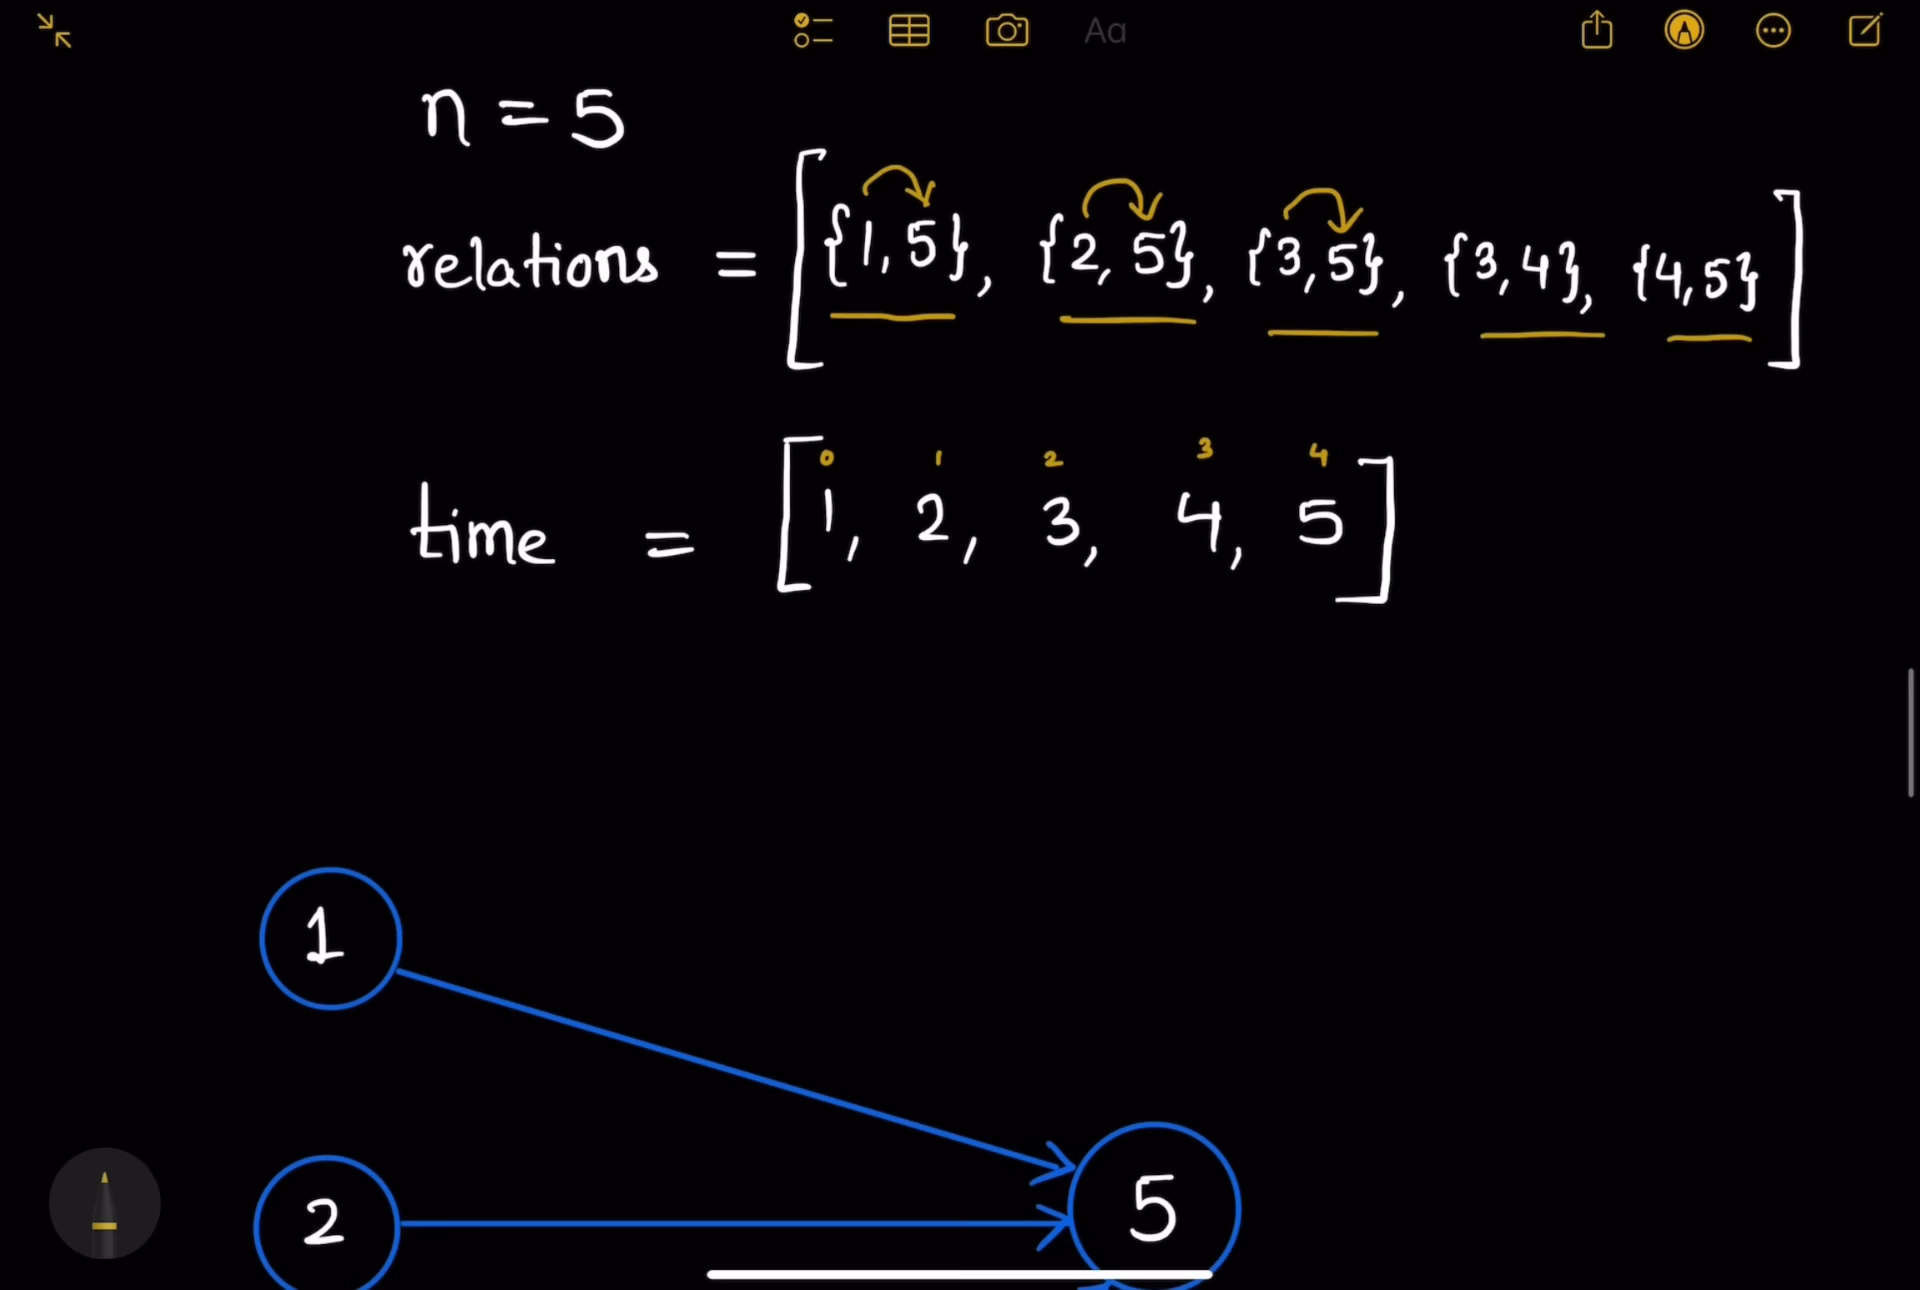 Aa
n = 5
relations = [{1,5}, {2,5}, {3,5}, {3,4}, {4,5}]
0 1 2 3 4
time = [1, 2, 3, 4, 5]
1
2
5